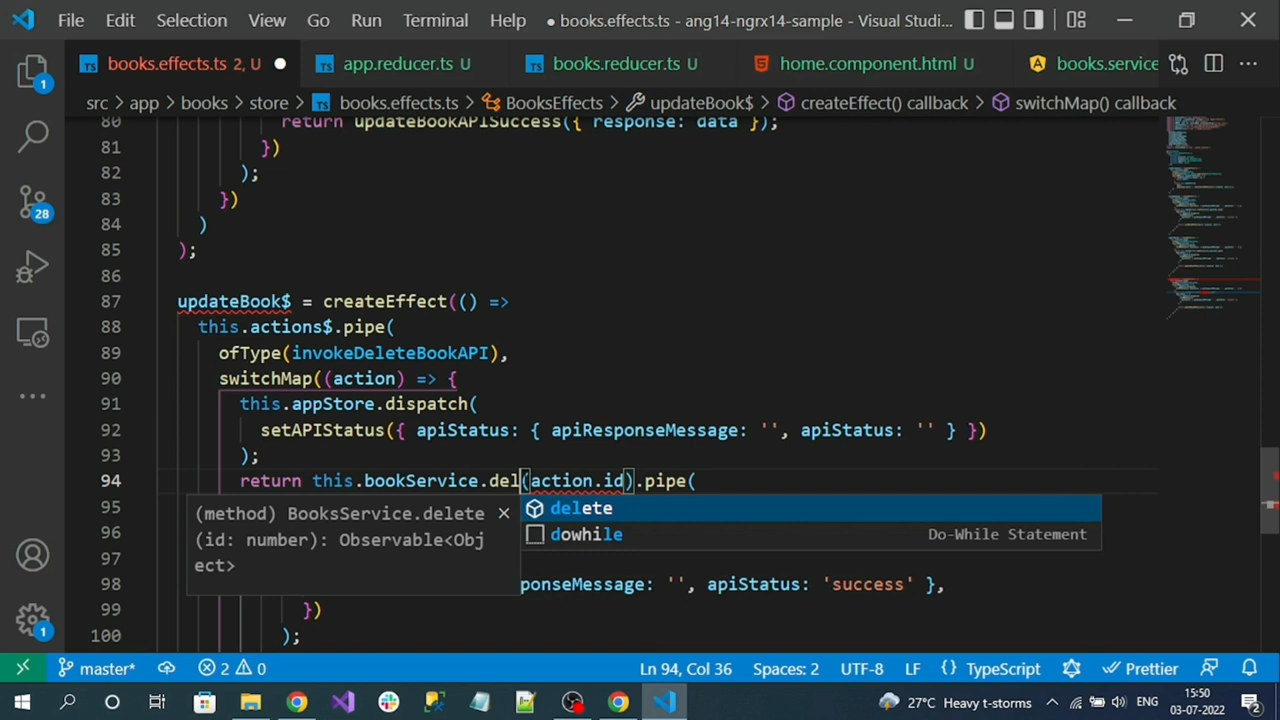 File Edit Selection View Go Run Terminal Help ● books.effects.ts - ang14-ngrx14-sample - Visual Studi...
TS books.effects.ts 2, U ● TS app.reducer.ts U TS books.reducer.ts U home.component.html U books.service
src > app > books > store > TS books.effects.ts > BooksEffects > updateBook$ > createEffect() callback > switchMap() callback
80 return updateBookAPISuccess({ response: data });
81 })
82 );
83 })
84 )
85 );
86
87 updateBook$ = createEffect(() =>
88 this.actions$.pipe(
89 ofType(invokeDeleteBookAPI),
90 switchMap((action) => {
91 this.appStore.dispatch(
92 setAPIStatus({ apiStatus: { apiResponseMessage: '', apiStatus: '' } })
93 );
94 return this.bookService.del(action.id).pipe(
95 (method) BooksService.delete × delete
96 (id: number): Observable<Obj dowhile Do-While Statement
97 ect>
98 ponseMessage: '', apiStatus: 'success' },
99 })
100 );
1
28
1
master* 2 0 Ln 94, Col 36 Spaces: 2 UTF-8 LF {} TypeScript Prettier
27°C Heavy t-storms ENG 15:50
03-07-2022 2